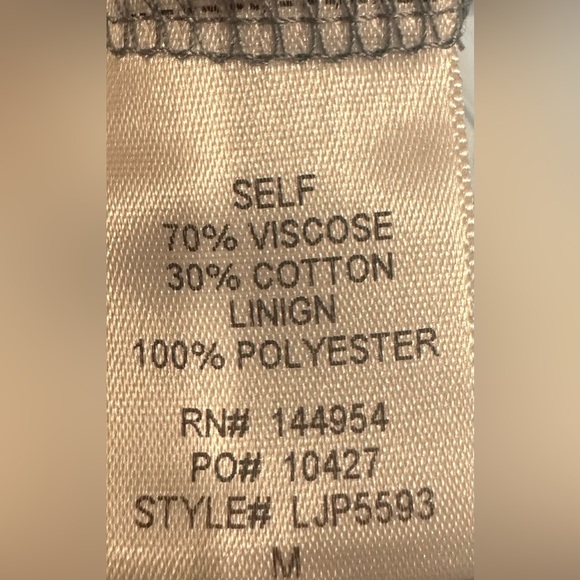 SELF
70% VISCOSE
30% COTTON
LINIGN
100% POLYESTER
RN# 144954
PO# 10427
STYLE# LJP5593
M